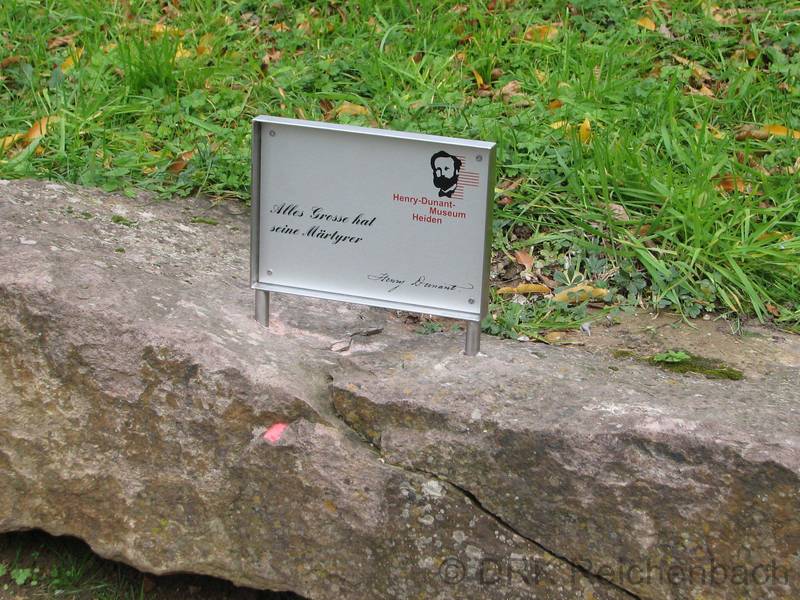 Henry-Dunant-
Museum
Heiden
Alles Grosse hat
seine Märtyrer
Henry Dunant
© DRK Reichenbach